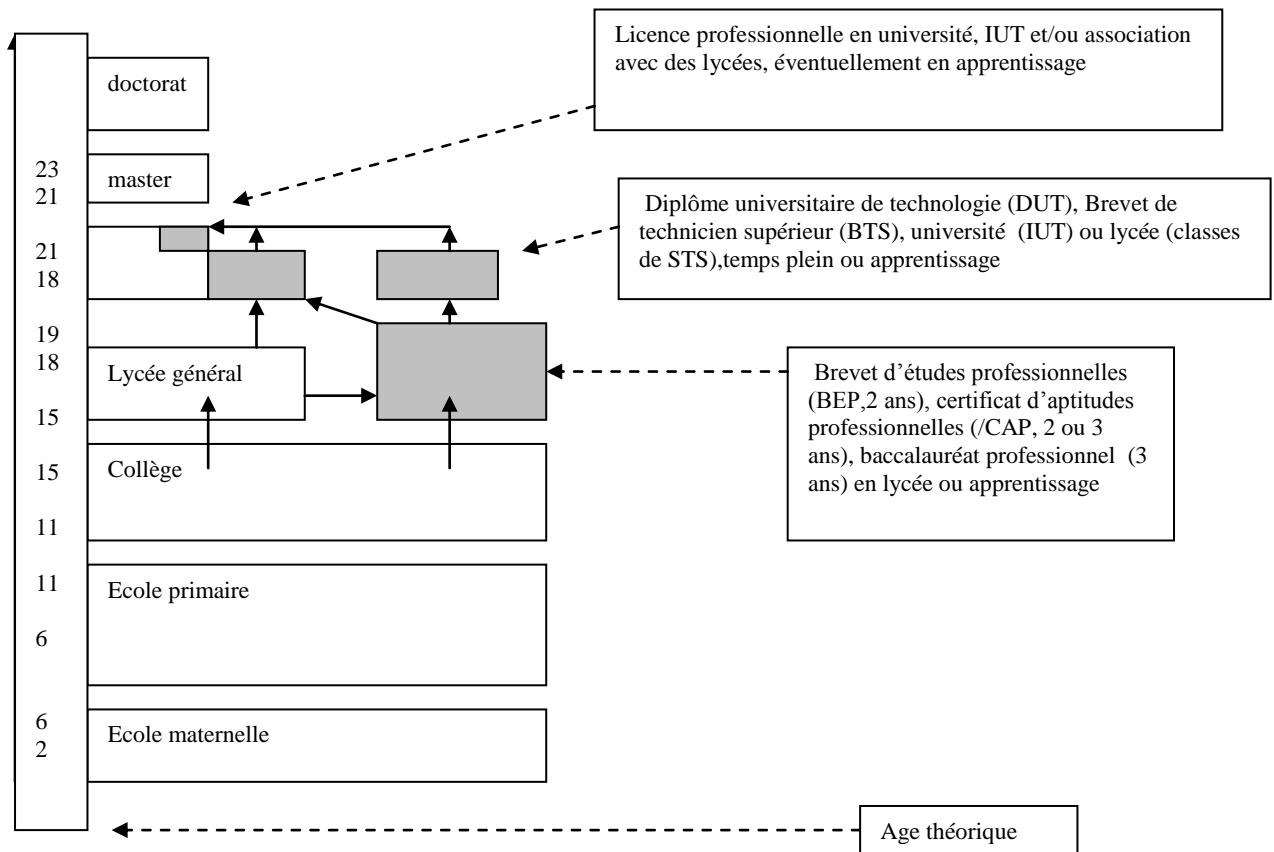 Licence professionnelle en université, IUT et/ou association
avec des lycées, éventuellement en apprentissage
doctorat
23
21
master
Diplôme universitaire de technologie (DUT), Brevet de
technicien supérieur (BTS), université (IUT) ou lycée (classes
de STS),temps plein ou apprentissage
21
18
19
18
15
Lycée général
Brevet d'études professionnelles
(BEP,2 ans), certificat d'aptitudes
professionnelles (/CAP, 2 ou 3
ans), baccalauréat professionnel (3
ans) en lycée ou apprentissage
15
11
Collège
11
6
Ecole primaire
6
2
Ecole maternelle
Age théorique